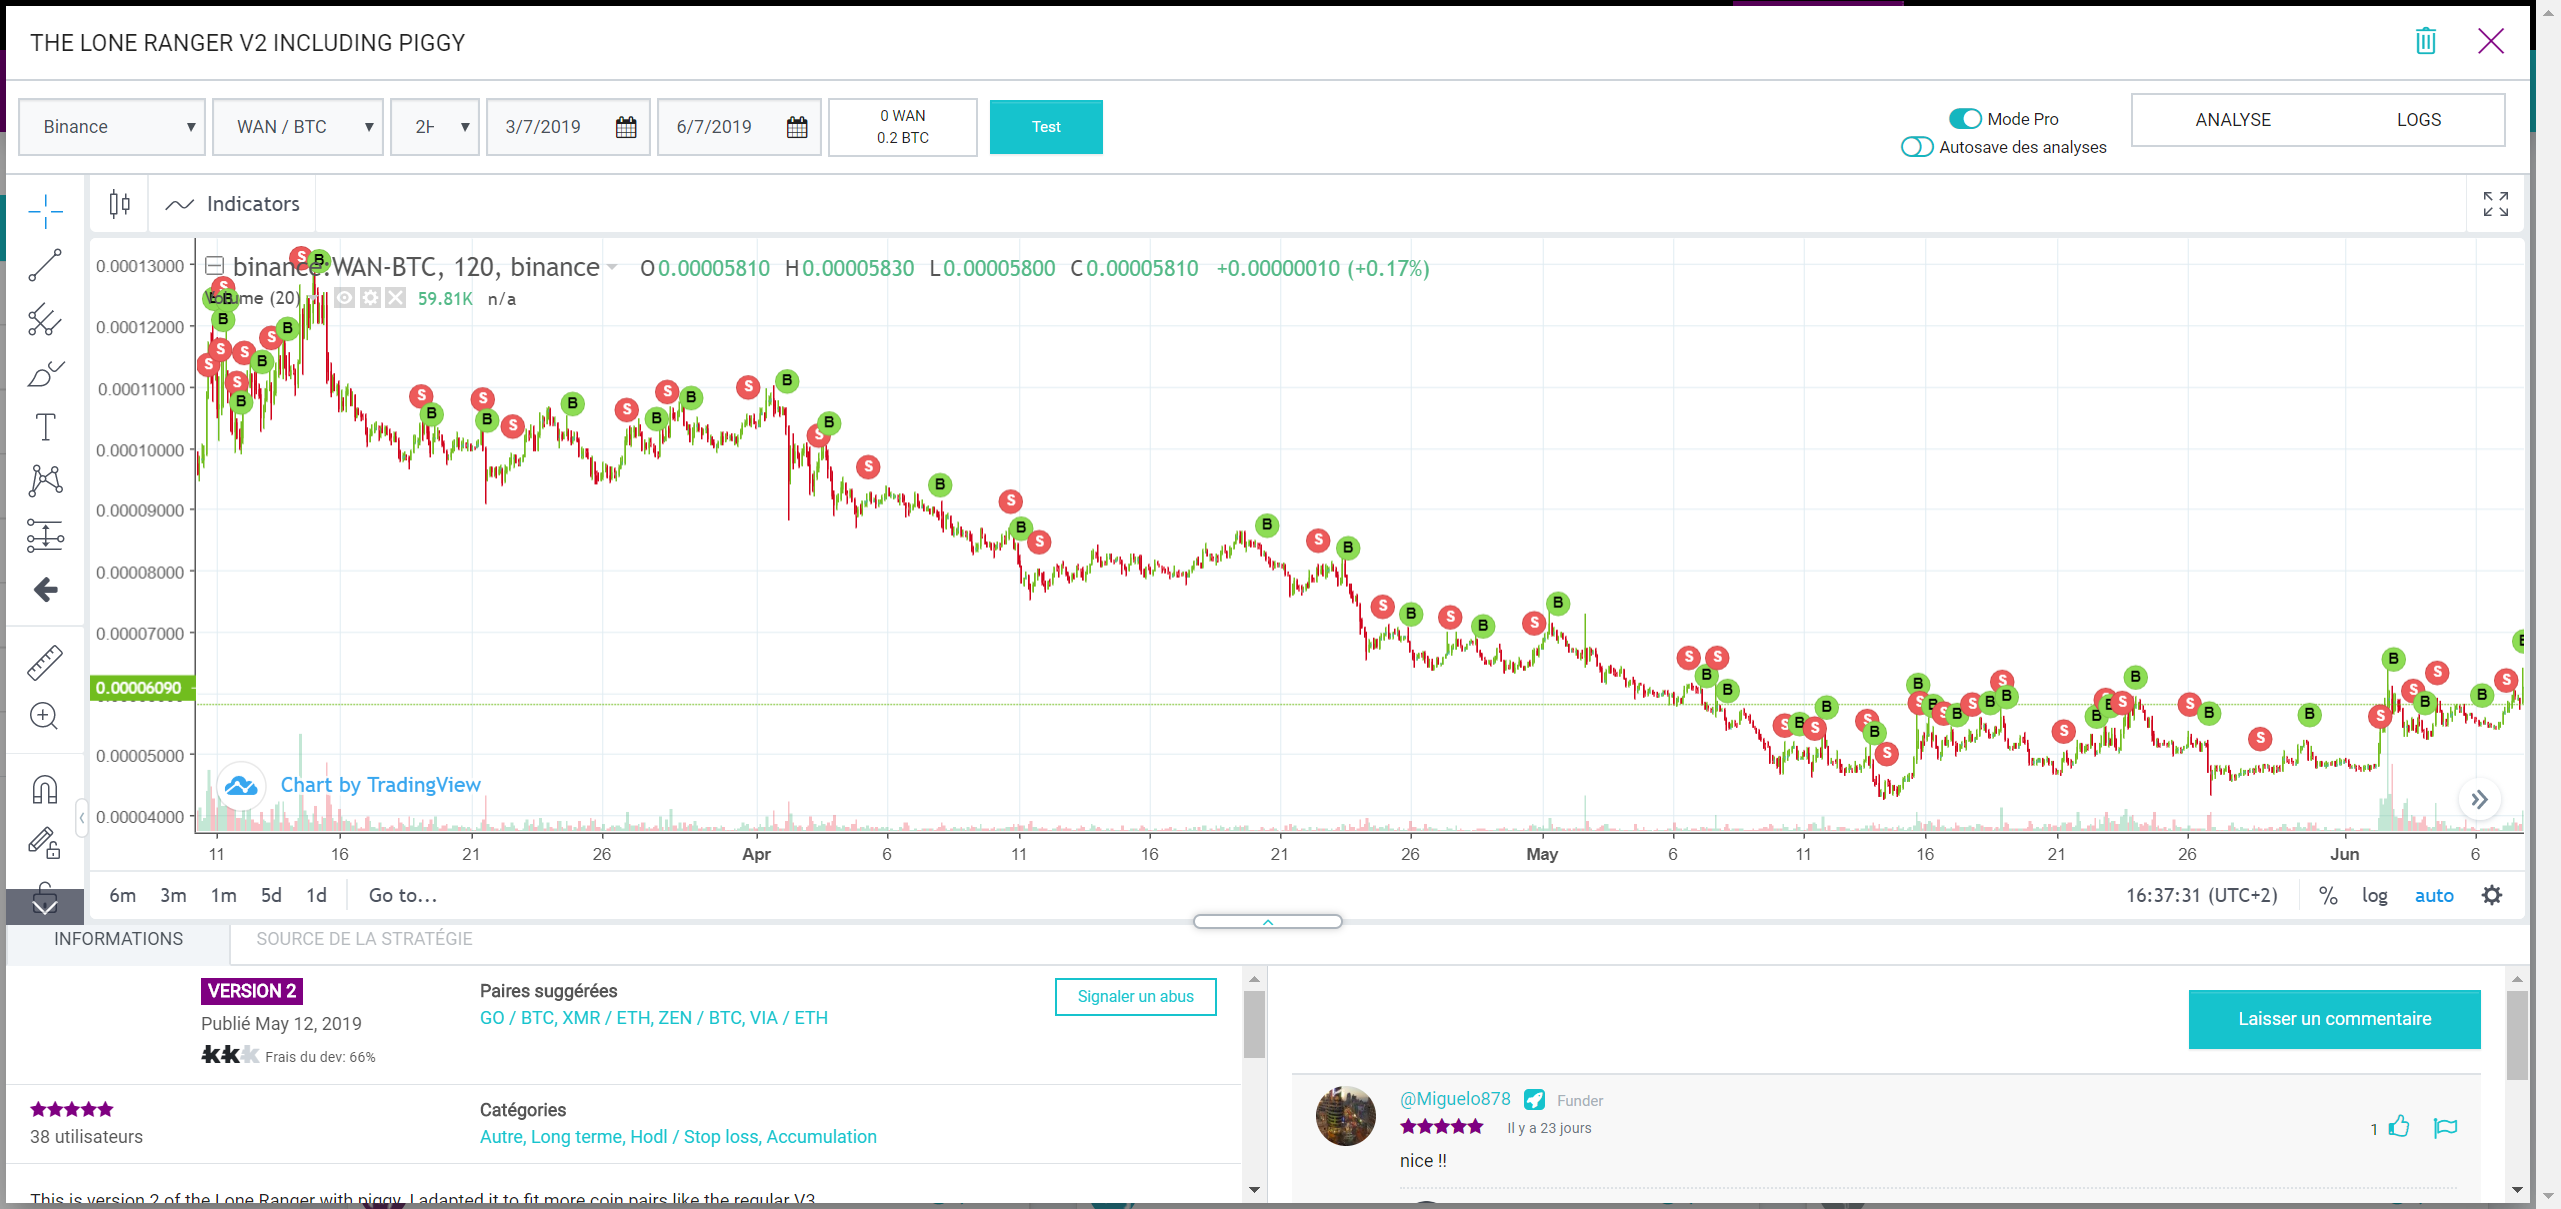 THE LONE RANGER V2 INCLUDING PIGGY
Binance
WAN / BTC
3/7/2019
6/7/2019
0 WAN
0.2 BTC
Test
Mode Pro
Autosave des analyses
ANALYSE
LOGS
Indicators
binance:WAN-BTC, 120, binance
O 0.00005810 H 0.00005830 L 0.00005800 C 0.00005810 +0.00000010 (+0.17%)
Volume (20) 59.81K n/a
0.00013000
0.00012000
0.00011000
0.00010000
0.00009000
0.00008000
0.00007000
0.00006090
0.00005000
0.00004000
Chart by TradingView
11 16 21 26 Apr 6 11 16 21 26 May 6 11 16 21 26 Jun 6
6m 3m 1m 5d 1d Go to...
16:37:31 (UTC+2) % log auto
INFORMATIONS
SOURCE DE LA STRATÉGIE
VERSION 2
Publié May 12, 2019
Frais du dev: 66%
Paires suggérées
GO / BTC, XMR / ETH, ZEN / BTC, VIA / ETH
Signaler un abus
38 utilisateurs
Catégories
Autre, Long terme, Hodl / Stop loss, Accumulation
This is version 2 of the Lone Ranger with piggy. I adapted it to fit more coin pairs like the regular V3
Laisser un commentaire
@Miguelo878 Funder
Il y a 23 jours
nice !!
1